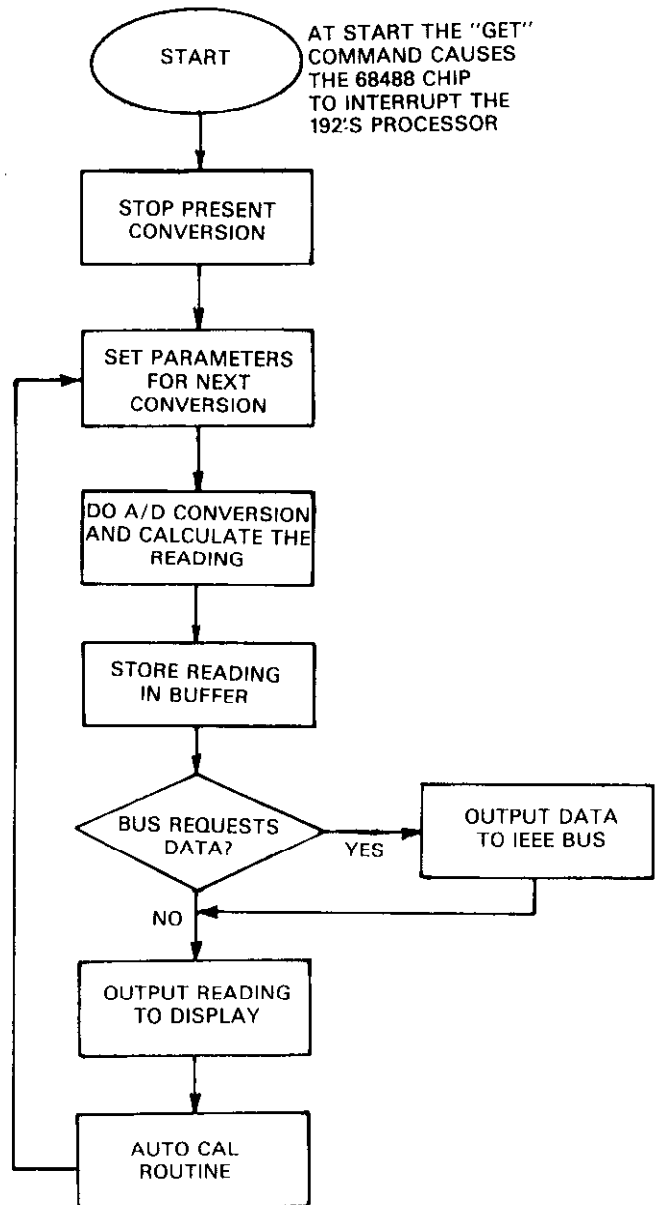 START
AT START THE "GET"
COMMAND CAUSES
THE 68488 CHIP
TO INTERRUPT THE
192'S PROCESSOR
STOP PRESENT
CONVERSION
SET PARAMETERS
FOR NEXT
CONVERSION
DO A/D CONVERSION
AND CALCULATE THE
READING
STORE READING
IN BUFFER
BUS REQUESTS
DATA?
YES
OUTPUT DATA
TO IEEE BUS
NO
OUTPUT READING
TO DISPLAY
AUTO CAL
ROUTINE